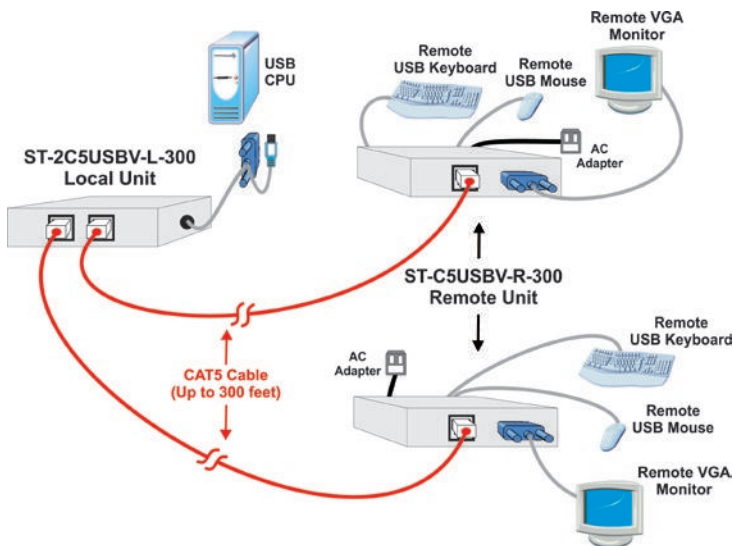 Remote VGA
Monitor
Remote
USB Keyboard
Remote
USB Mouse
USB
CPU
AC
Adapter
ST-2C5USBV-L-300
Local Unit
ST-C5USBV-R-300
Remote Unit
CAT5 Cable
(Up to 300 feet)
AC
Adapter
Remote
USB Keyboard
Remote
USB Mouse
Remote VGA
Monitor